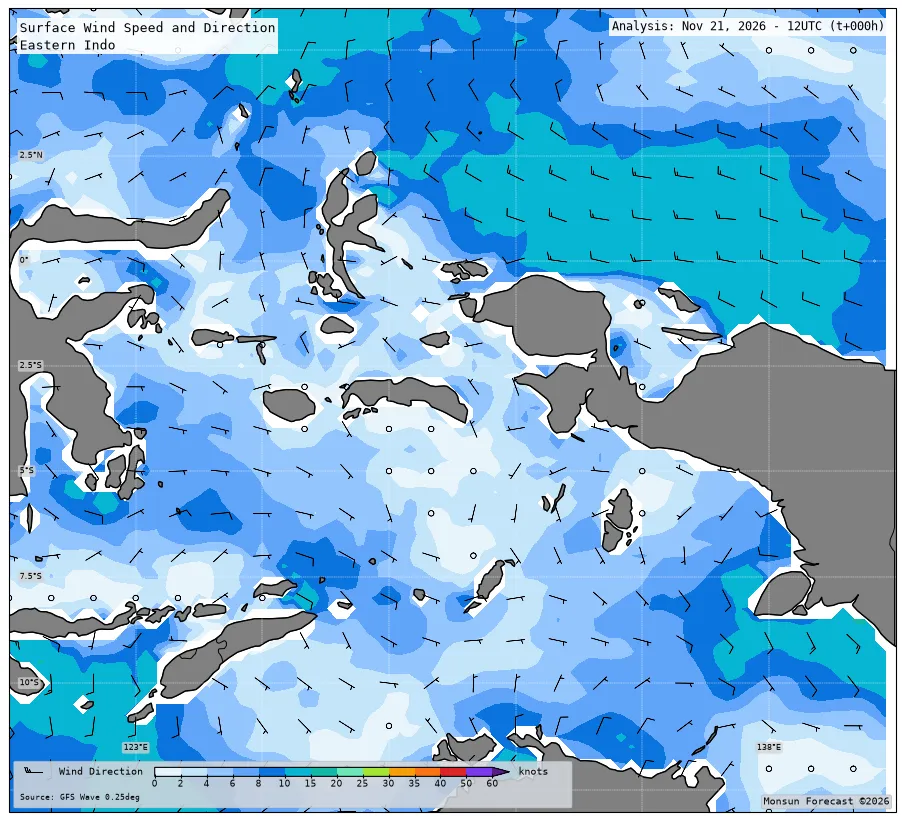 Surface Wind Speed and Direction
Eastern Indo
Analysis: Nov 21, 2026 - 12UTC (t+000h)
2.5°N
0°
2.5°S
5°S
7.5°S
10°S
123°E
138°E
Wind Direction
knots
0 2 4 6 8 10 15 20 25 30 35 40 50 60
Source: GFS Wave 0.25deg
Monsun Forecast ©2026